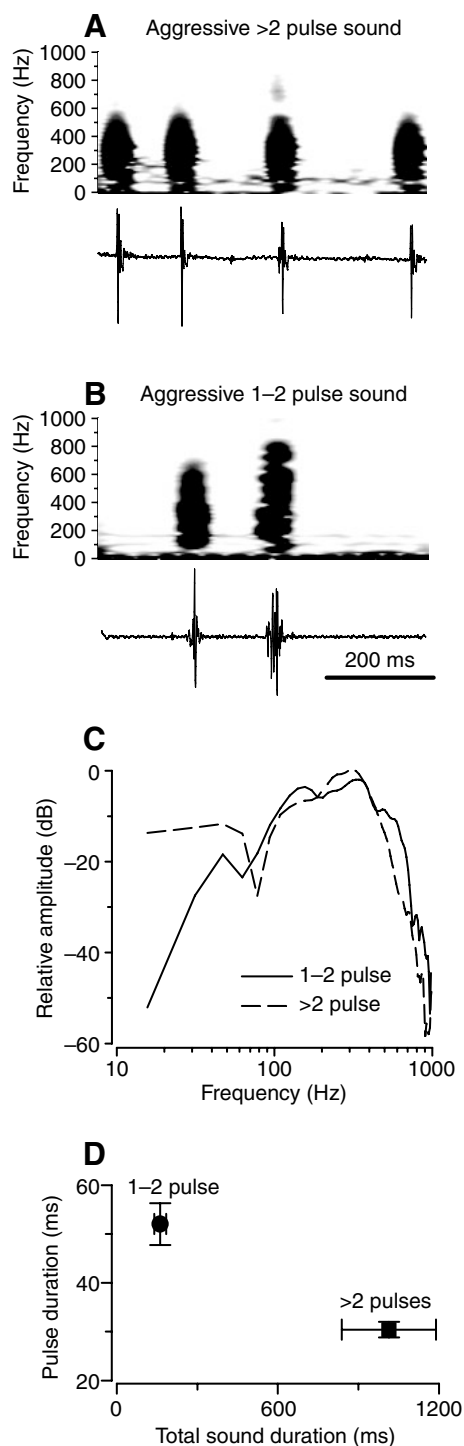 A Aggressive >2 pulse sound
Frequency (Hz)
1000
800
600
400
200
0
B Aggressive 1–2 pulse sound
Frequency (Hz)
1000
800
600
400
200
0
200 ms
C
Relative amplitude (dB)
0
–20
–40
–60
1–2 pulse
>2 pulse
10 100 1000
Frequency (Hz)
D
Pulse duration (ms)
60
40
20
1–2 pulse
>2 pulses
0 600 1200
Total sound duration (ms)